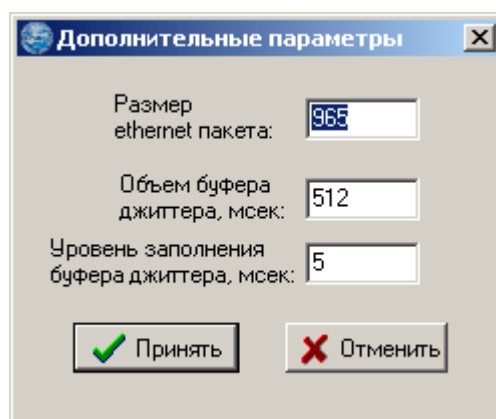 Дополнительные параметры
Размер
ethernet пакета:
965
Объем буфера
джиттера, мсек:
512
Уровень заполнения
буфера джиттера, мсек:
5
Принять
Отменить